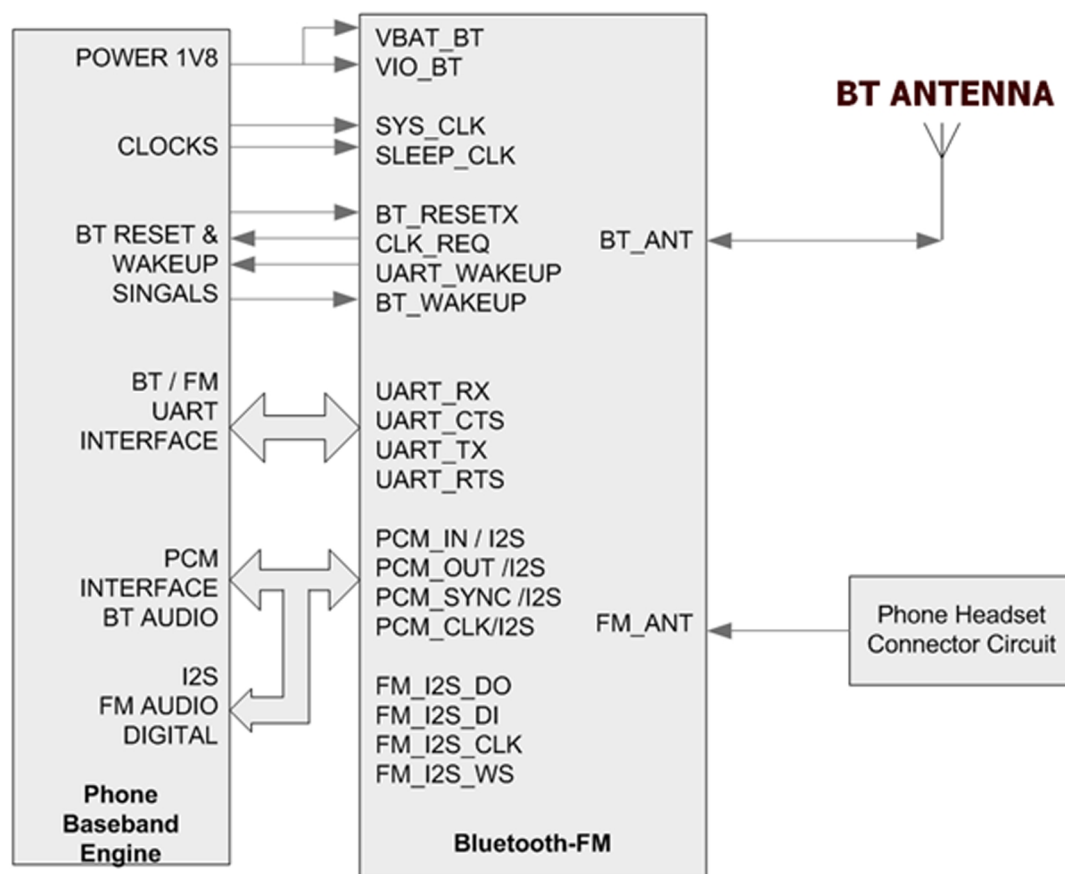 POWER 1V8
CLOCKS
BT RESET &
WAKEUP
SINGALS
BT / FM
UART
INTERFACE
PCM
INTERFACE
BT AUDIO
I2S
FM AUDIO
DIGITAL
Phone
Baseband
Engine
VBAT_BT
VIO_BT
SYS_CLK
SLEEP_CLK
BT_RESETX
CLK_REQ
UART_WAKEUP
BT_WAKEUP
UART_RX
UART_CTS
UART_TX
UART_RTS
PCM_IN / I2S
PCM_OUT /I2S
PCM_SYNC /I2S
PCM_CLK/I2S
FM_I2S_DO
FM_I2S_DI
FM_I2S_CLK
FM_I2S_WS
Bluetooth-FM
BT_ANT
FM_ANT
BT ANTENNA
Phone Headset
Connector Circuit